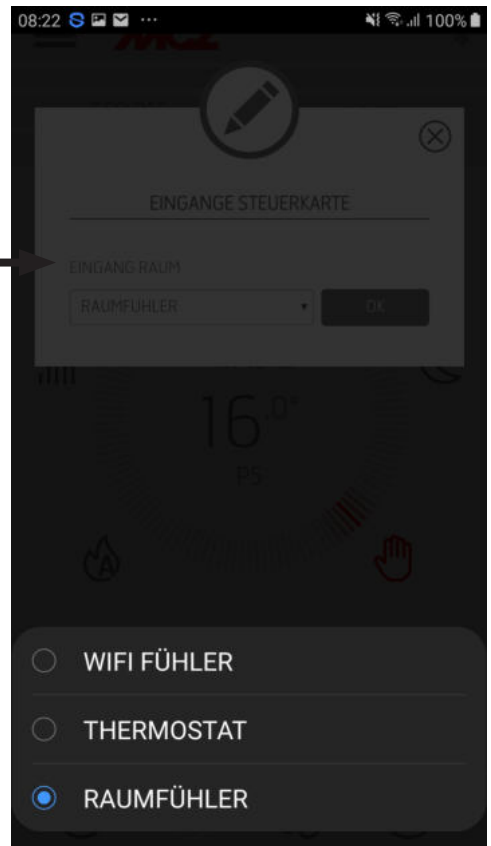 08:22 100%
MCZ
EINGANGE STEUERKARTE
EINGANG RAUM
RAUMFÜHLER OK
16.0°
P5
A
WIFI FÜHLER
THERMOSTAT
RAUMFÜHLER